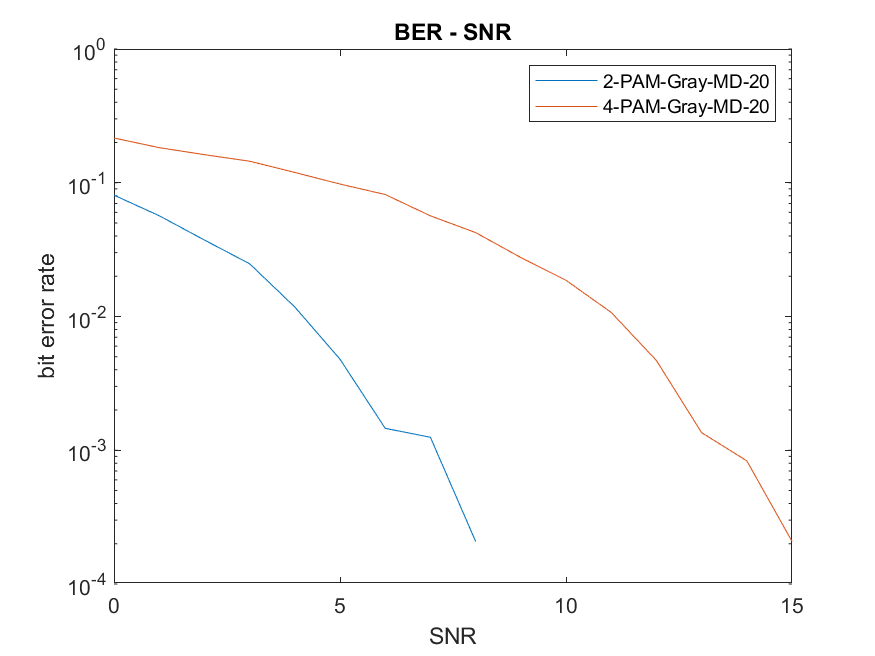 BER - SNR
2-PAM-Gray-MD-20
4-PAM-Gray-MD-20
10^0
10^-1
10^-2
10^-3
10^-4
bit error rate
0 5 10 15
SNR